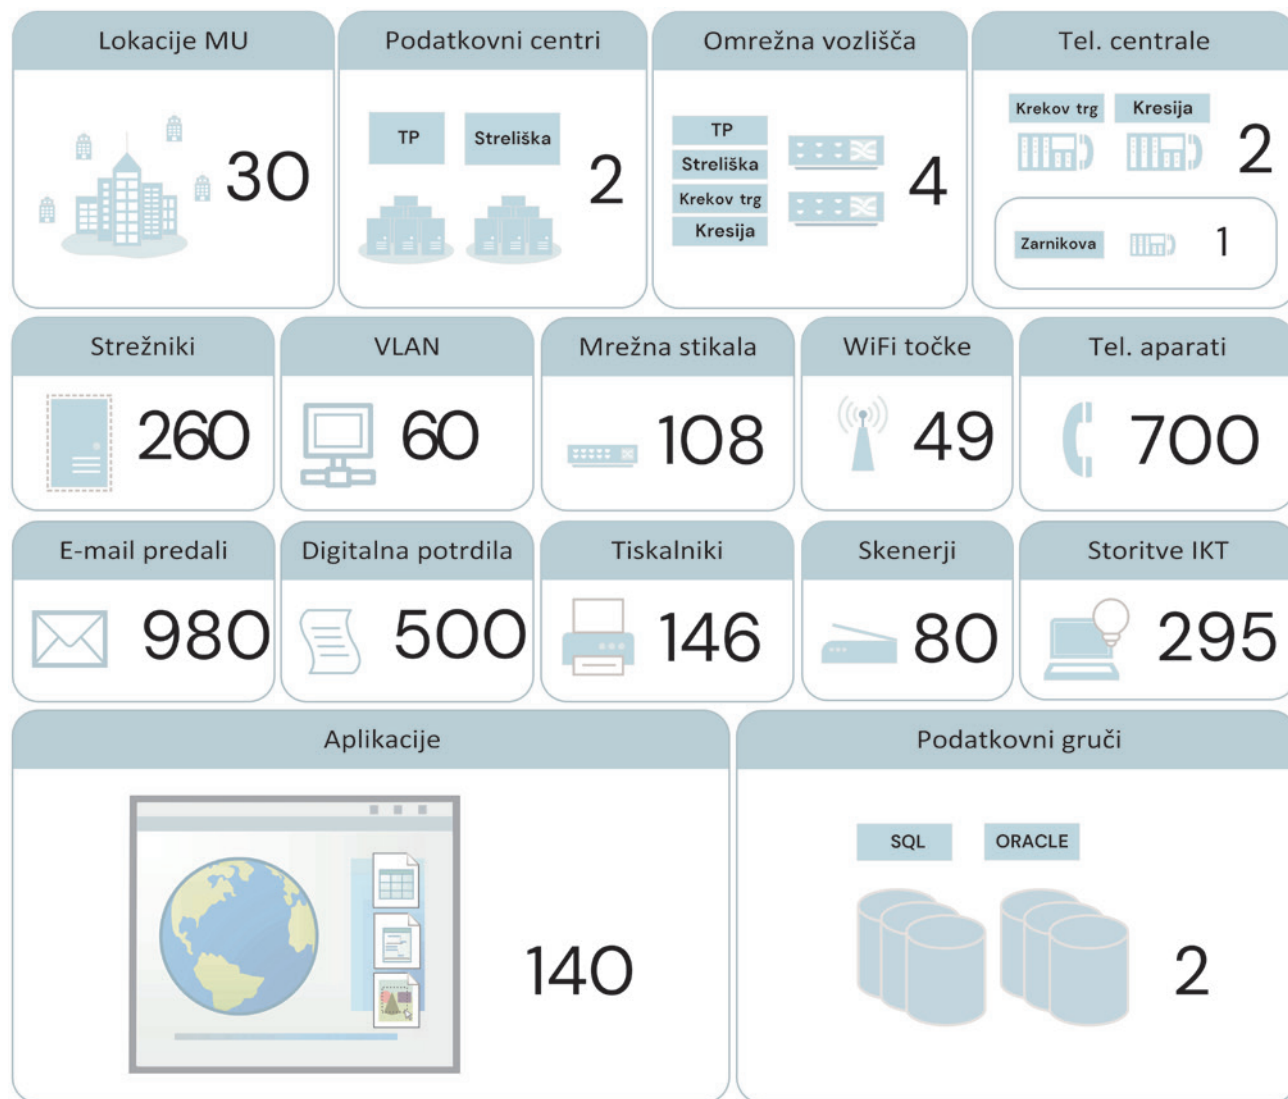 Lokacije MU
30
Podatkovni centri
TP
Streliška
2
Omrežna vozlišča
TP
Streliška
Krekov trg
Kresija
4
Tel. centrale
Krekov trg
Kresija
2
Zarnikova
1
Strežniki
260
VLAN
60
Mrežna stikala
108
WiFi točke
49
Tel. aparati
700
E-mail predali
980
Digitalna potrdila
500
Tiskalniki
146
Skenerji
80
Storitve IKT
295
Aplikacije
140
Podatkovni gruči
SQL
ORACLE
2